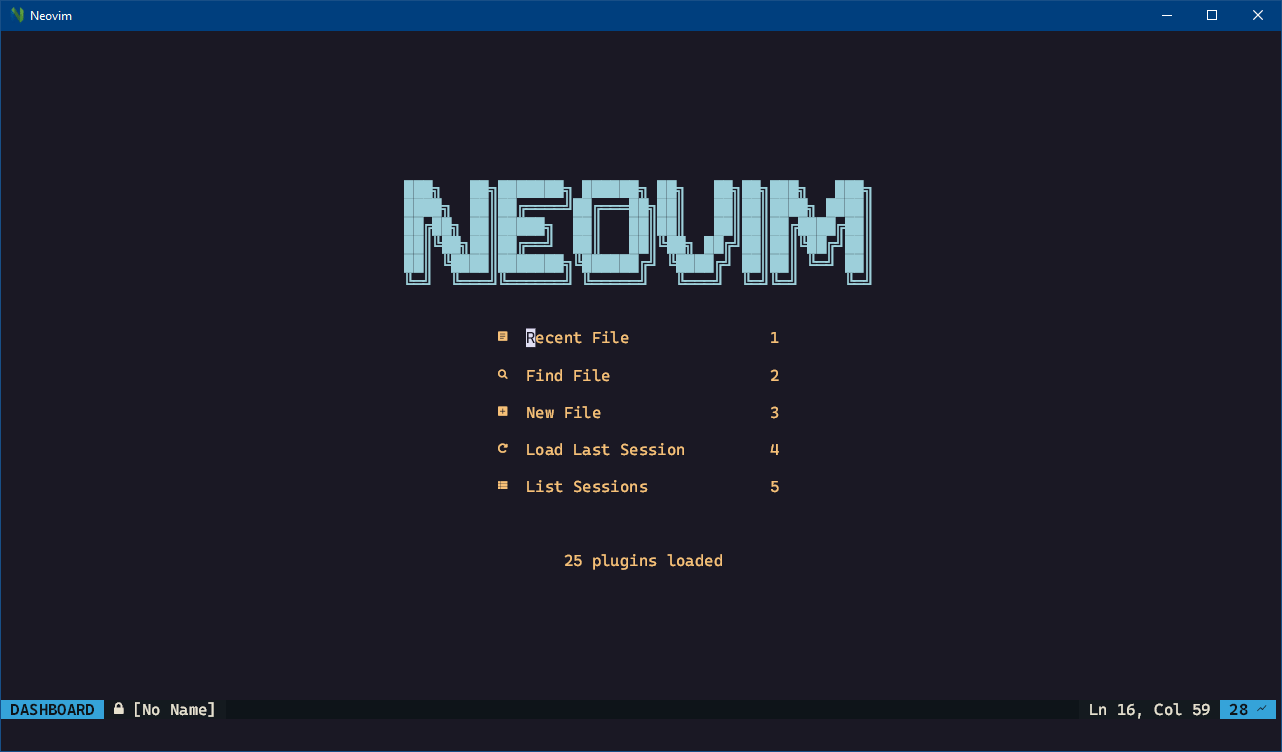 Neovim
NEOVIM
Recent File 1
Find File 2
New File 3
Load Last Session 4
List Sessions 5
25 plugins loaded
DASHBOARD [No Name] Ln 16, Col 59 28